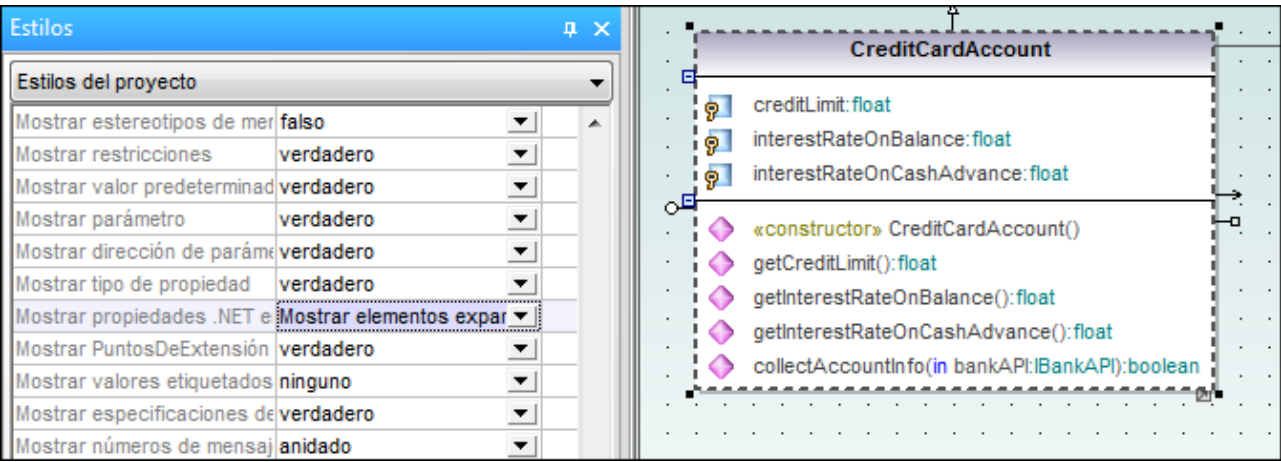 Estilos
Estilos del proyecto
Mostrar estereotipos de mer falso
Mostrar restricciones verdadero
Mostrar valor predeterminad verdadero
Mostrar parámetro verdadero
Mostrar dirección de paráme verdadero
Mostrar tipo de propiedad verdadero
Mostrar propiedades .NET e Mostrar elementos expan
Mostrar PuntosDeExtensión verdadero
Mostrar valores etiquetados ninguno
Mostrar especificaciones de verdadero
Mostrar números de mensaj anidado
CreditCardAccount
creditLimit:float
interestRateOnBalance:float
interestRateOnCashAdvance:float
«constructor» CreditCardAccount()
getCreditLimit():float
getInterestRateOnBalance():float
getInterestRateOnCashAdvance():float
collectAccountInfo(in bankAPI:IBankAPI):boolean